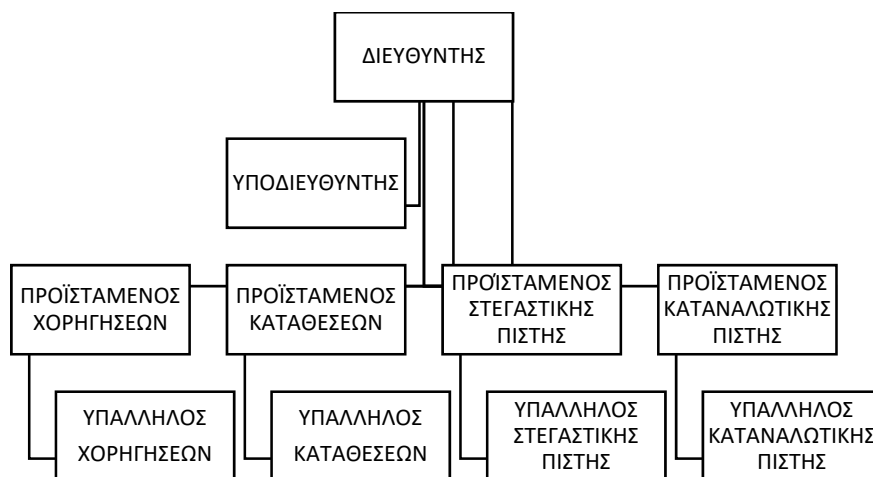 ΔΙΕΥΘΥΝΤΗΣ
ΥΠΟΔΙΕΥΘΥΝΤΗΣ
ΠΡΟΪΣΤΑΜΕΝΟΣ
ΧΟΡΗΓΗΣΕΩΝ
ΠΡΟΪΣΤΑΜΕΝΟΣ
ΚΑΤΑΘΕΣΕΩΝ
ΠΡΟΪΣΤΑΜΕΝΟΣ
ΣΤΕΓΑΣΤΙΚΗΣ
ΠΙΣΤΗΣ
ΠΡΟΪΣΤΑΜΕΝΟΣ
ΚΑΤΑΝΑΛΩΤΙΚΗΣ
ΠΙΣΤΗΣ
ΥΠΑΛΛΗΛΟΣ
ΧΟΡΗΓΗΣΕΩΝ
ΥΠΑΛΛΗΛΟΣ
ΚΑΤΑΘΕΣΕΩΝ
ΥΠΑΛΛΗΛΟΣ
ΣΤΕΓΑΣΤΙΚΗΣ
ΠΙΣΤΗΣ
ΥΠΑΛΛΗΛΟΣ
ΚΑΤΑΝΑΛΩΤΙΚΗΣ
ΠΙΣΤΗΣ